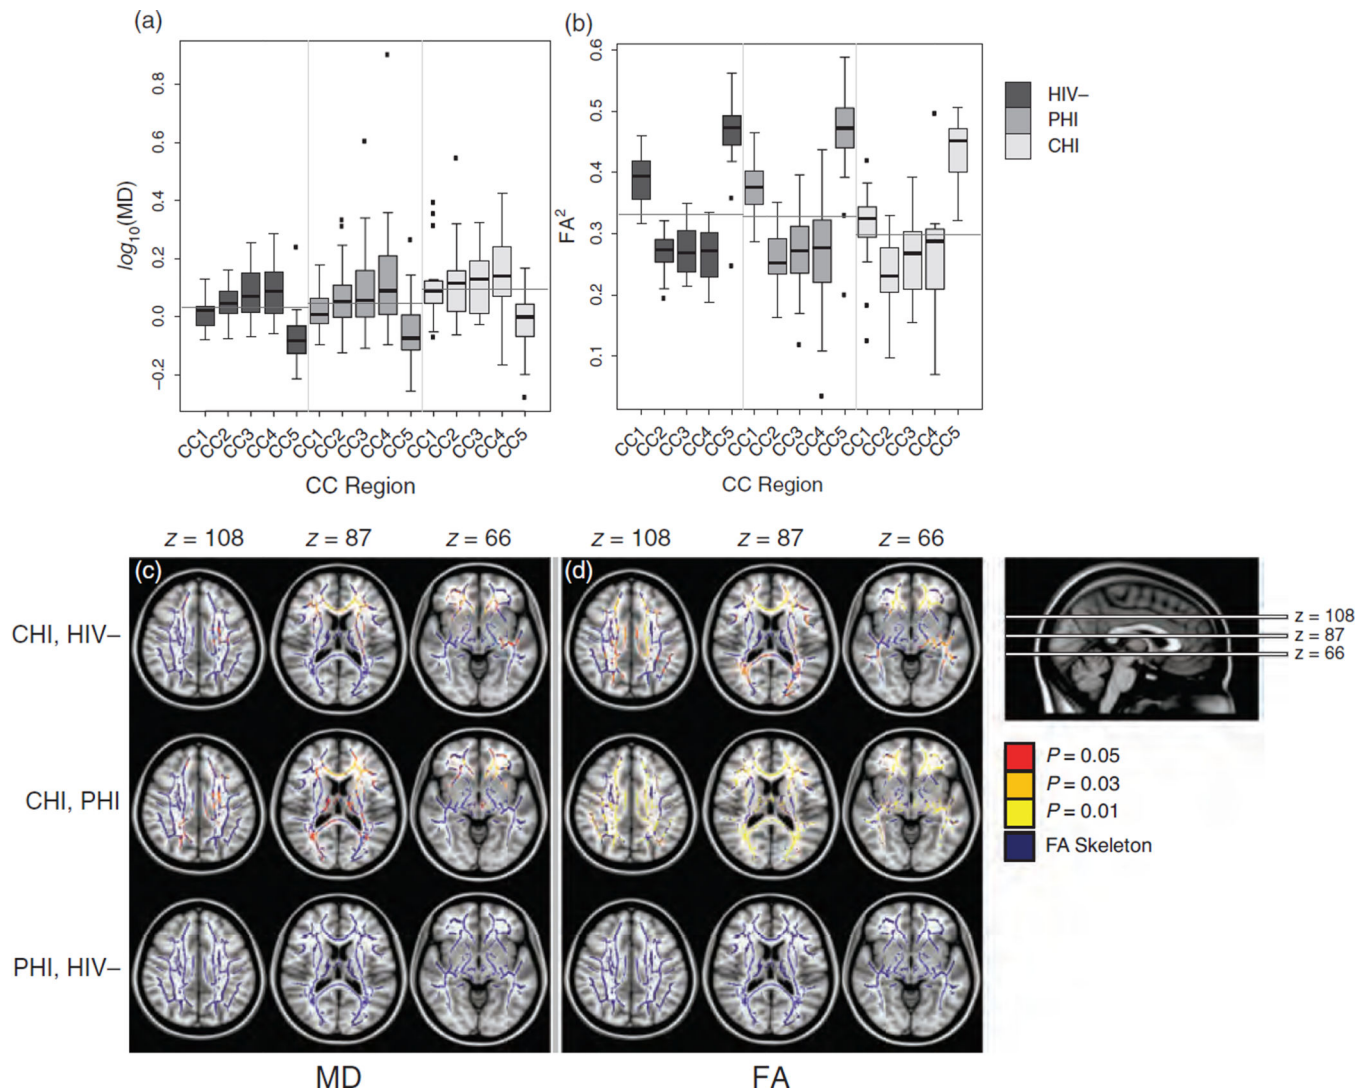 (a)
(b)
0.8
0.6
0.4
0.2
0.0
−0.2
log10(MD)
CC1
CC2
CC3
CC4
CC5
CC1
CC2
CC3
CC4
CC5
CC1
CC2
CC3
CC4
CC5
CC Region
0.6
0.5
0.4
0.3
0.2
0.1
FA2
CC1
CC2
CC3
CC4
CC5
CC1
CC2
CC3
CC4
CC5
CC1
CC2
CC3
CC4
CC5
CC Region
HIV–
PHI
CHI
z = 108 z = 87 z = 66 z = 108 z = 87 z = 66
(c)
(d)
CHI, HIV–
CHI, PHI
PHI, HIV–
MD
FA
z = 108
z = 87
z = 66
P = 0.05
P = 0.03
P = 0.01
FA Skeleton